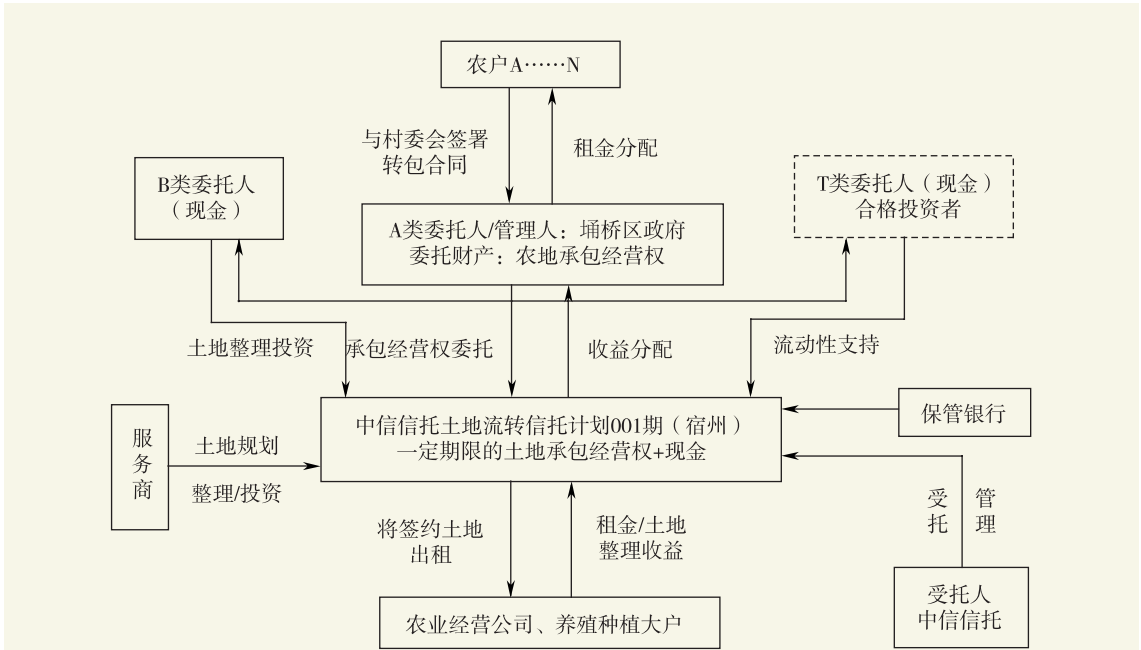 农户A……N
与村委会签署
转包合同
租金分配
B类委托人
（现金）
T类委托人（现金）
合格投资者
A类委托人/管理人：埇桥区政府
委托财产：农地承包经营权
土地整理投资
承包经营权委托
收益分配
流动性支持
服务商
土地规划
整理/投资
中信信托土地流转信托计划001期（宿州）
一定期限的土地承包经营权+现金
保管银行
受托
管理
将签约土地
出租
租金/土地
整理收益
农业经营公司、养殖种植大户
受托人
中信信托